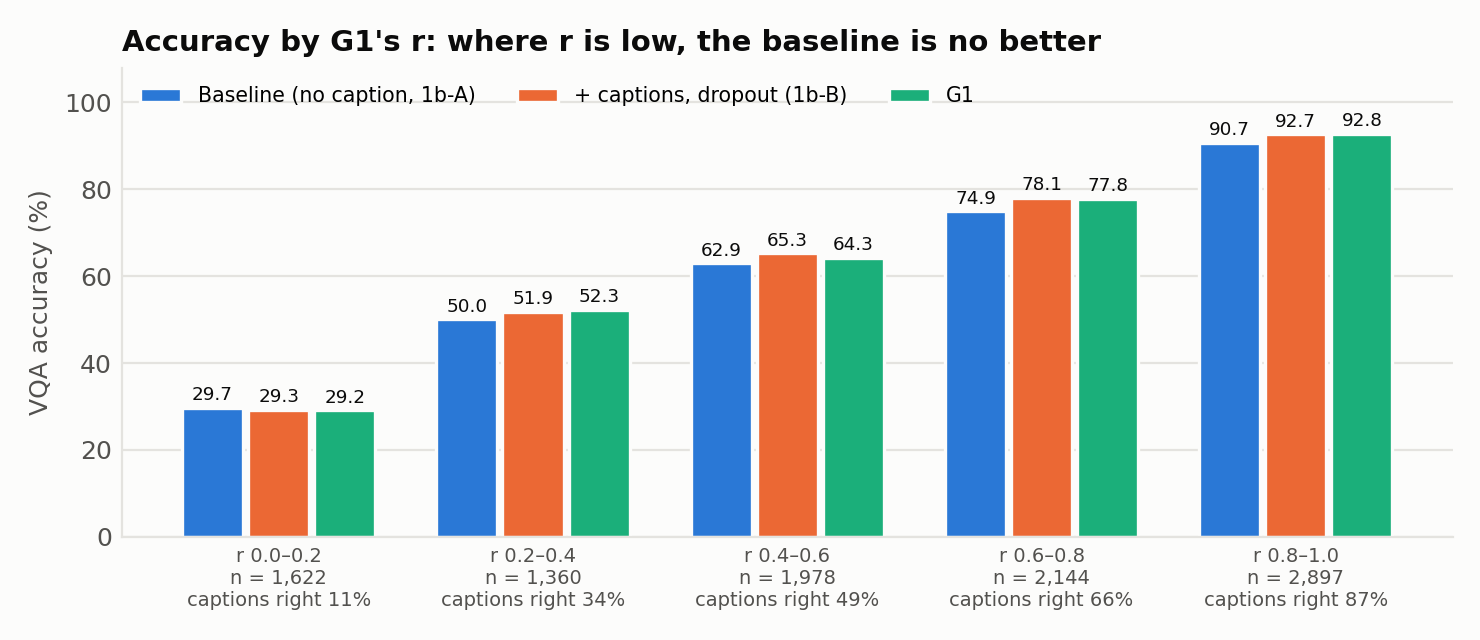 Accuracy by G1's r: where r is low, the baseline is no better
Baseline (no caption, 1b-A)
+ captions, dropout (1b-B)
G1
VQA accuracy (%)
100
80
60
40
20
0
29.7
29.3
29.2
50.0
51.9
52.3
62.9
65.3
64.3
74.9
78.1
77.8
90.7
92.7
92.8
r 0.0–0.2
n = 1,622
captions right 11%
r 0.2–0.4
n = 1,360
captions right 34%
r 0.4–0.6
n = 1,978
captions right 49%
r 0.6–0.8
n = 2,144
captions right 66%
r 0.8–1.0
n = 2,897
captions right 87%